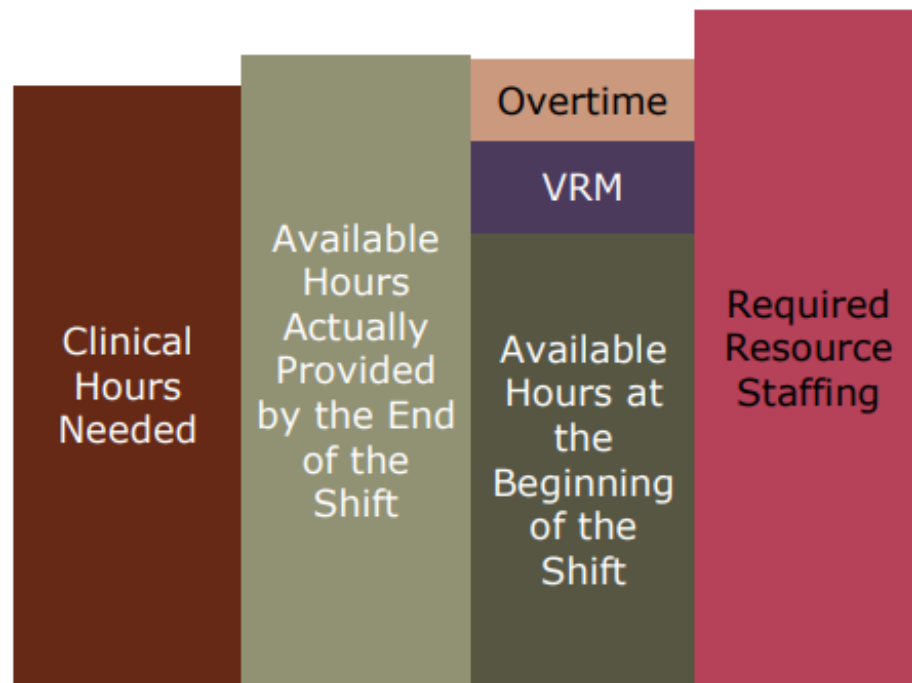 Clinical
Hours
Needed
Available
Hours
Actually
Provided
by the End
of the
Shift
Overtime
VRM
Available
Hours at
the
Beginning
of the
Shift
Required
Resource
Staffing